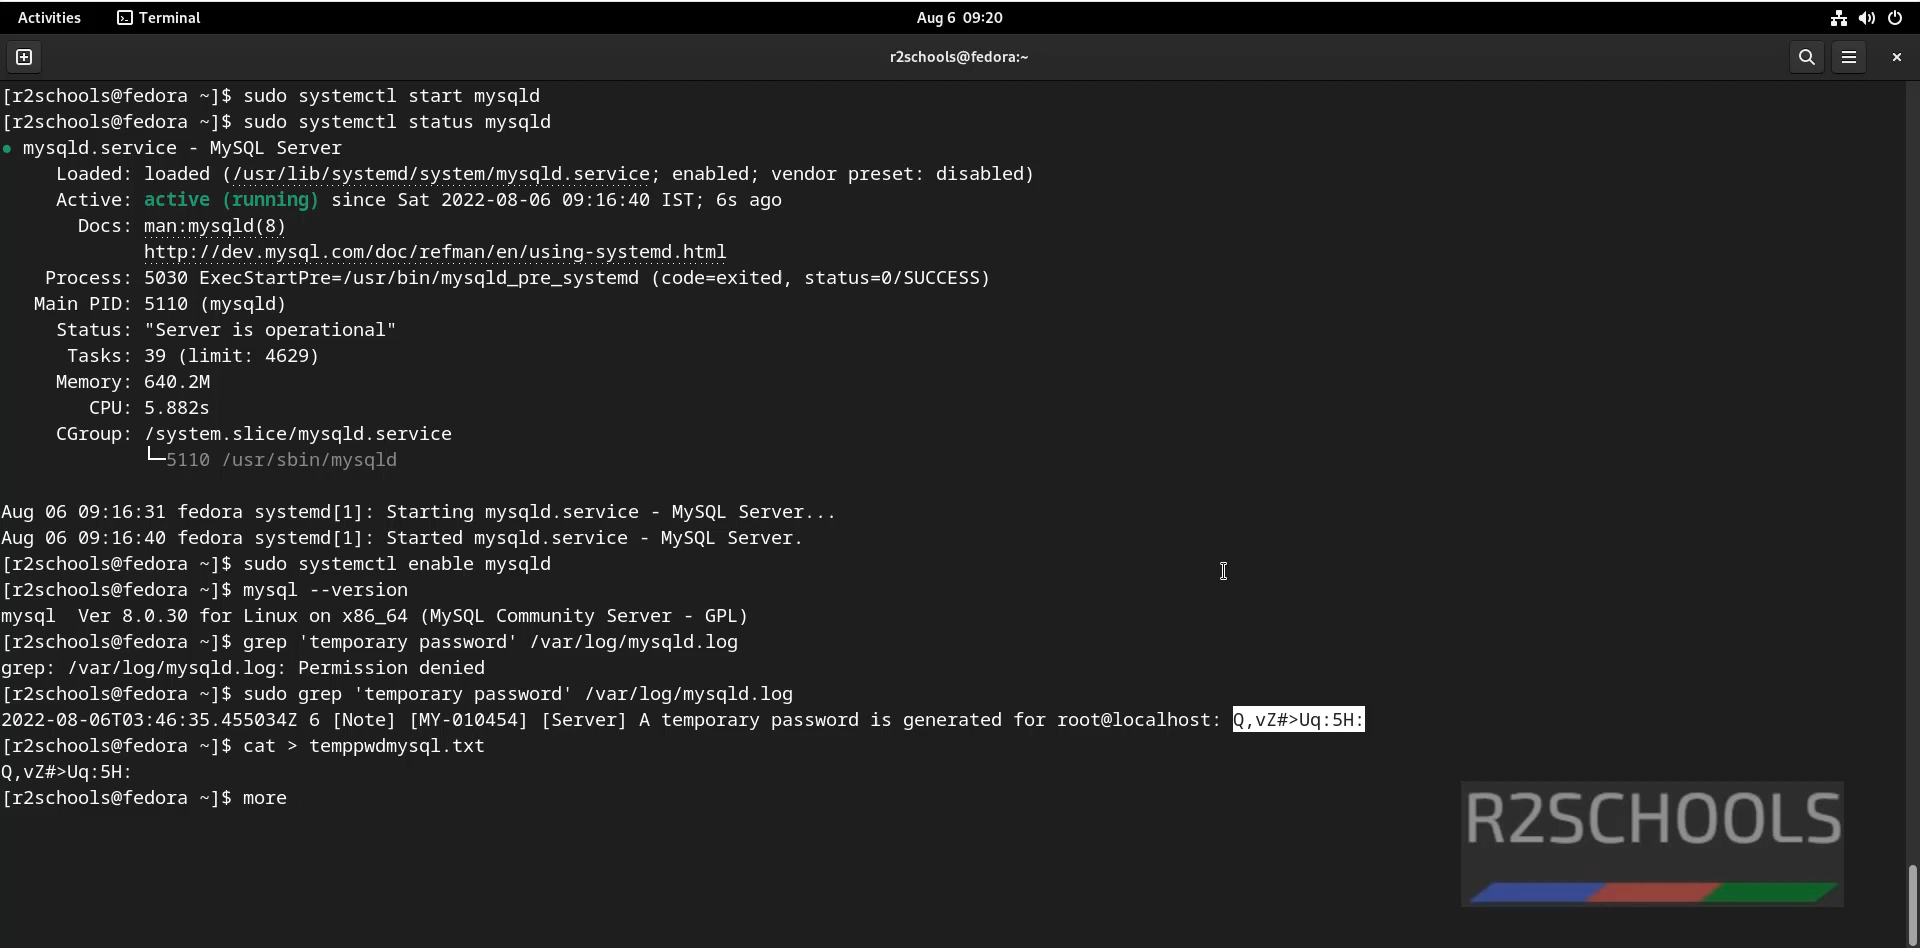 Activities Terminal Aug 6 09:20
r2schools@fedora:~
[r2schools@fedora ~]$ sudo systemctl start mysqld
[r2schools@fedora ~]$ sudo systemctl status mysqld
● mysqld.service - MySQL Server
Loaded: loaded (/usr/lib/systemd/system/mysqld.service; enabled; vendor preset: disabled)
Active: active (running) since Sat 2022-08-06 09:16:40 IST; 6s ago
Docs: man:mysqld(8)
http://dev.mysql.com/doc/refman/en/using-systemd.html
Process: 5030 ExecStartPre=/usr/bin/mysqld_pre_systemd (code=exited, status=0/SUCCESS)
Main PID: 5110 (mysqld)
Status: "Server is operational"
Tasks: 39 (limit: 4629)
Memory: 640.2M
CPU: 5.882s
CGroup: /system.slice/mysqld.service
└─5110 /usr/sbin/mysqld
Aug 06 09:16:31 fedora systemd[1]: Starting mysqld.service - MySQL Server...
Aug 06 09:16:40 fedora systemd[1]: Started mysqld.service - MySQL Server.
[r2schools@fedora ~]$ sudo systemctl enable mysqld
[r2schools@fedora ~]$ mysql --version
mysql  Ver 8.0.30 for Linux on x86_64 (MySQL Community Server - GPL)
[r2schools@fedora ~]$ grep 'temporary password' /var/log/mysqld.log
grep: /var/log/mysqld.log: Permission denied
[r2schools@fedora ~]$ sudo grep 'temporary password' /var/log/mysqld.log
2022-08-06T03:46:35.455034Z 6 [Note] [MY-010454] [Server] A temporary password is generated for root@localhost: Q,vZ#>Uq:5H:
[r2schools@fedora ~]$ cat > temppwdmysql.txt
Q,vZ#>Uq:5H:
[r2schools@fedora ~]$ more
R2SCHOOLS